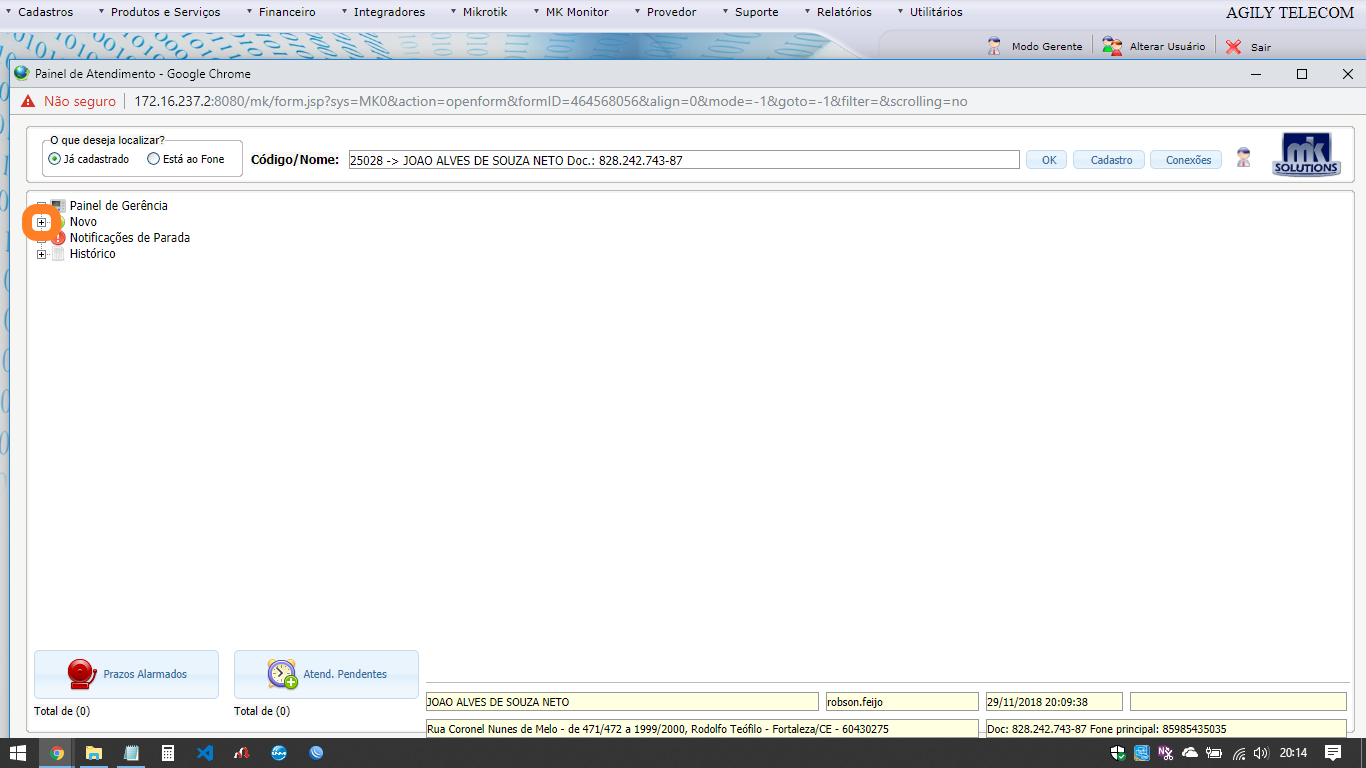 Cadastros Produtos e Serviços Financeiro Integradores Mikrotik MK Monitor Provedor Suporte Relatórios Utilitários AGILY TELECOM
Modo Gerente Alterar Usuário Sair
Painel de Atendimento - Google Chrome
Não seguro 172.16.237.2:8080/mk/form.jsp?sys=MK0&action=openform&formID=464568056&align=0&mode=-1&goto=-1&filter=&scrolling=no
O que deseja localizar?
Já cadastrado Está ao Fone Código/Nome: 25028 -> JOAO ALVES DE SOUZA NETO Doc.: 828.242.743-87 OK Cadastro Conexões
mk SOLUTIONS
Painel de Gerência
Novo
Notificações de Parada
Histórico
Prazos Alarmados Atend. Pendentes
Total de (0) Total de (0)
JOAO ALVES DE SOUZA NETO robson.feijo 29/11/2018 20:09:38
Rua Coronel Nunes de Melo - de 471/472 a 1999/2000, Rodolfo Teófilo - Fortaleza/CE - 60430275 Doc: 828.242.743-87 Fone principal: 85985435035
20:14